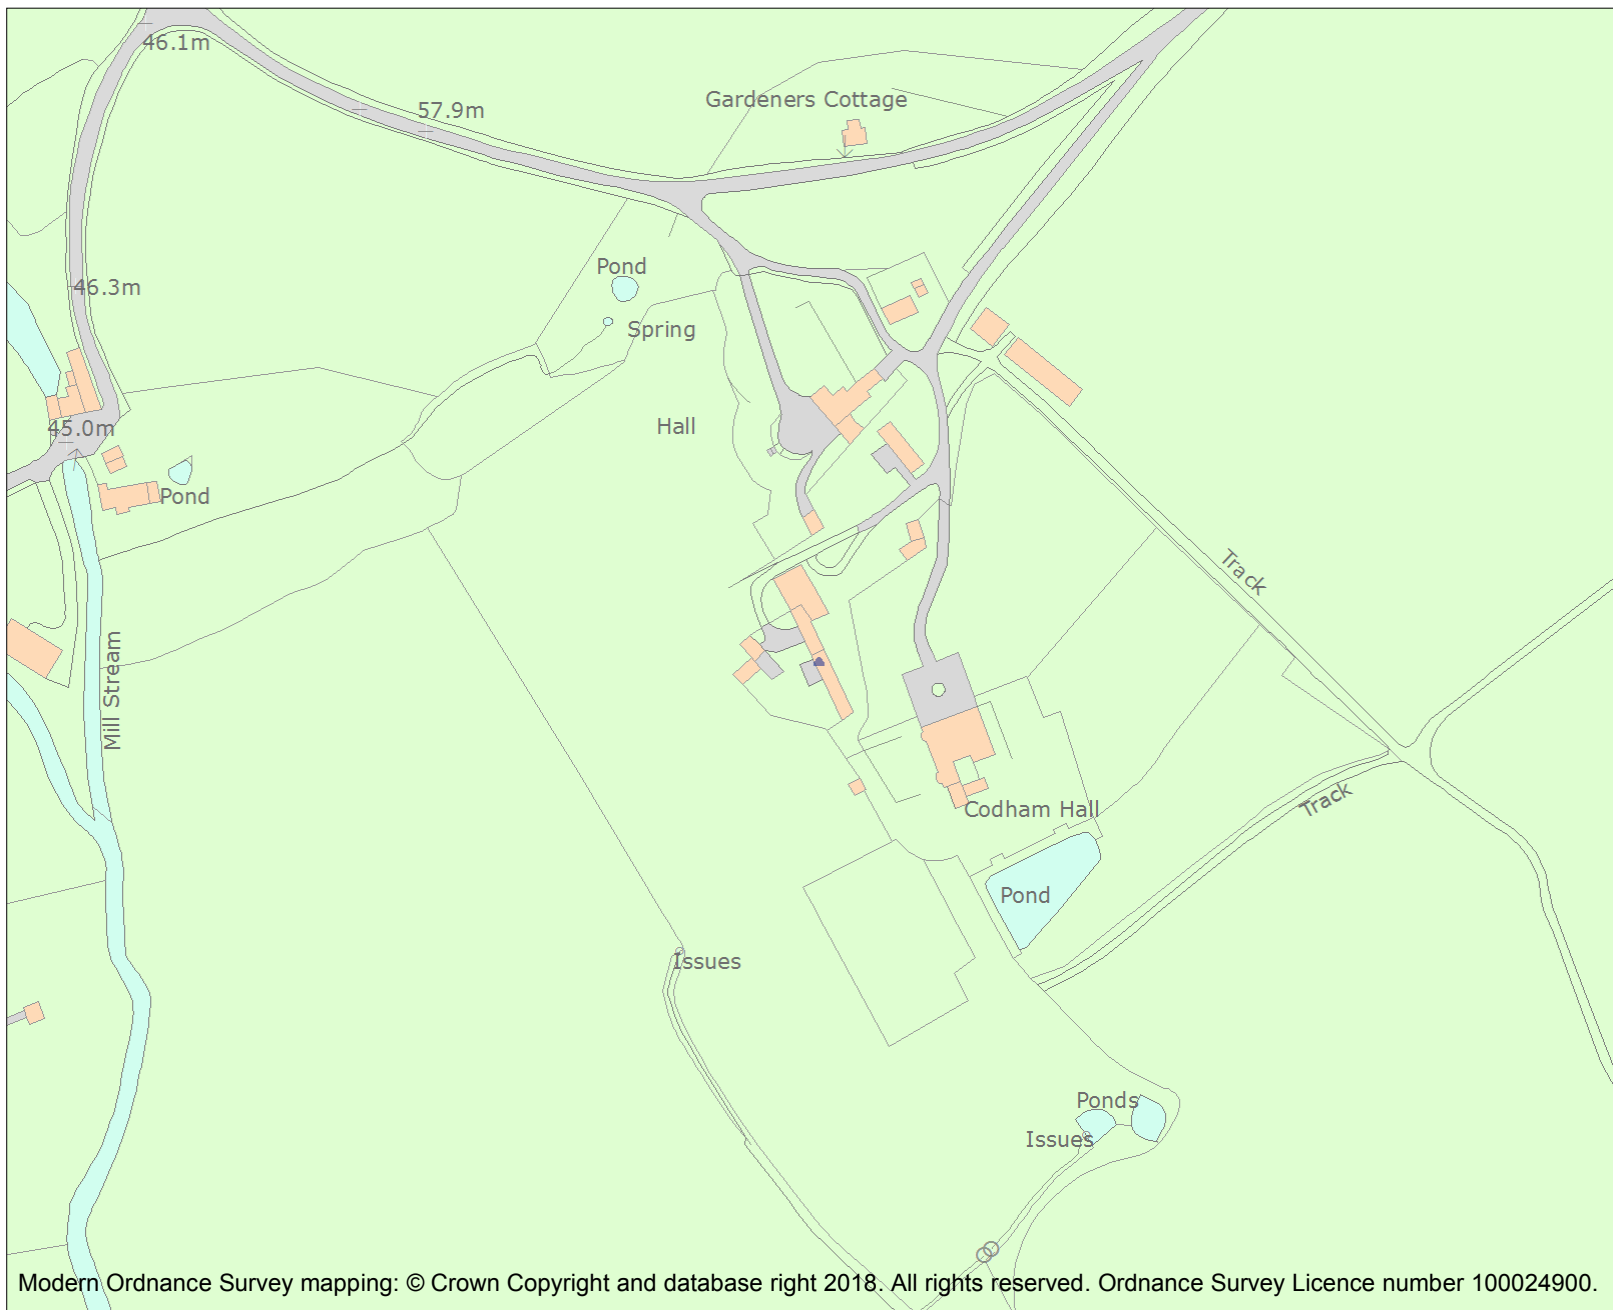 46.1m
Gardeners Cottage
57.9m
Pond
46.3m
Spring
Hall
45.0m
Pond
Track
Mill Stream
Track
Codham Hall
Pond
Issues
Ponds
Issues
Modern Ordnance Survey mapping: © Crown Copyright and database right 2018. All rights reserved. Ordnance Survey Licence number 100024900.